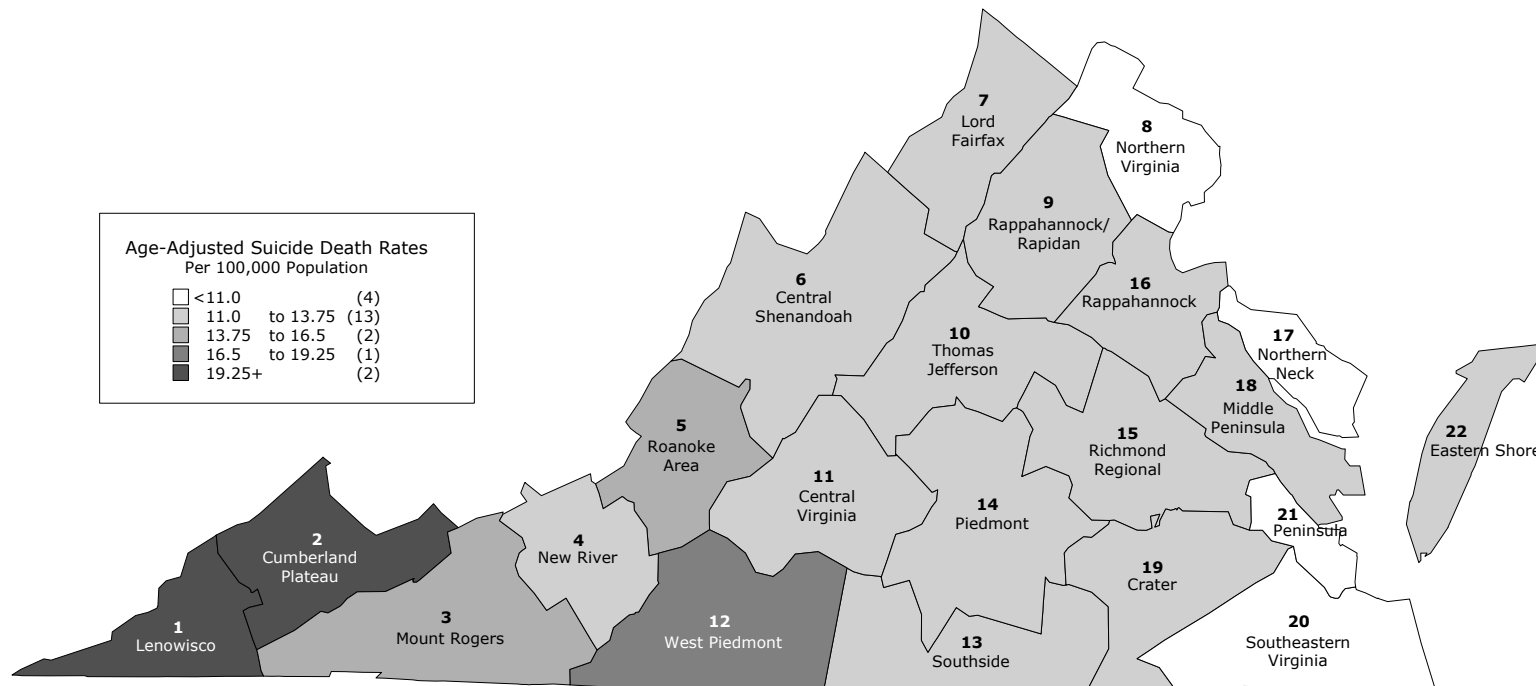 Age-Adjusted Suicide Death Rates
Per 100,000 Population
<11.0 (4)
11.0 to 13.75 (13)
13.75 to 16.5 (2)
16.5 to 19.25 (1)
19.25+ (2)
7
Lord
Fairfax
8
Northern
Virginia
9
Rappahannock/
Rapidan
6
Central
Shenandoah
16
Rappahannock
10
Thomas
Jefferson
17
Northern
Neck
18
Middle
Peninsula
5
Roanoke
Area
15
Richmond
Regional
22
Eastern Shore
11
Central
Virginia
14
Piedmont
21
Peninsula
2
Cumberland
Plateau
4
New River
19
Crater
1
Lenowisco
3
Mount Rogers
12
West Piedmont
13
Southside
20
Southeastern
Virginia